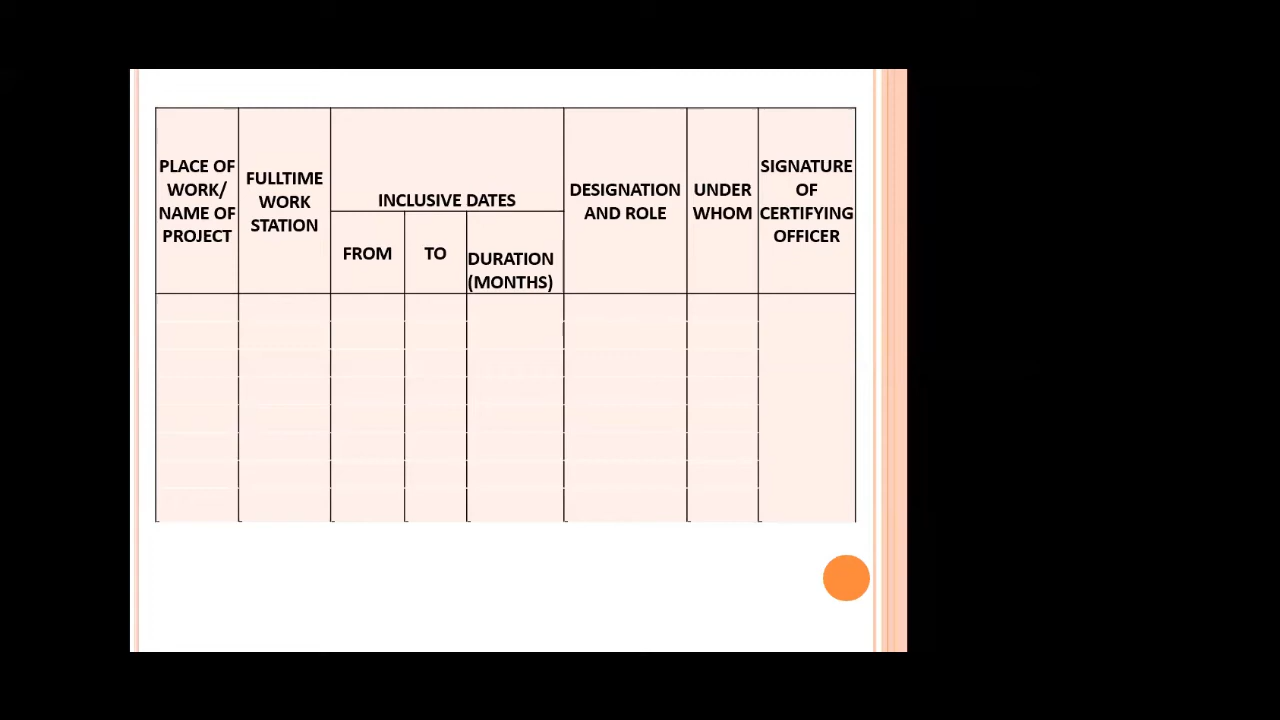 PLACE OF
WORK/
NAME OF
PROJECT
FULLTIME
WORK
STATION
INCLUSIVE DATES
FROM
TO
DURATION
(MONTHS)
DESIGNATION
AND ROLE
UNDER
WHOM
SIGNATURE
OF
CERTIFYING
OFFICER